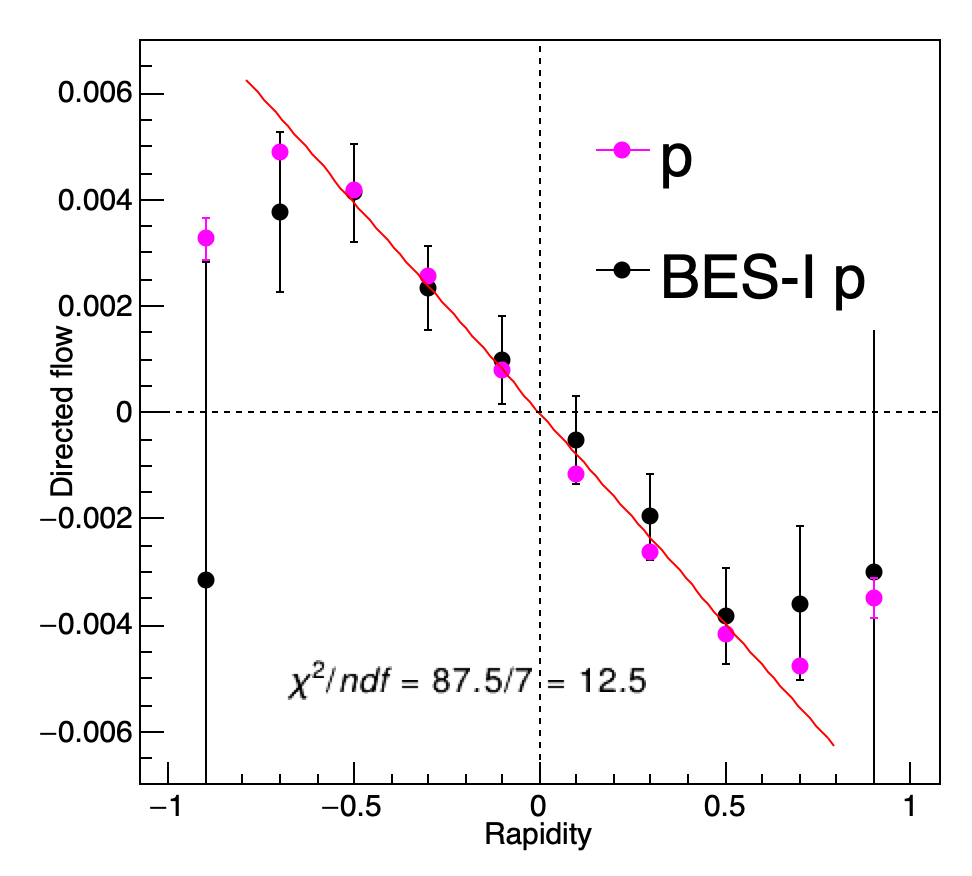 0.006
0.004
0.002
0
−0.002
−0.004
−0.006
Directed flow
p
BES-I p
χ²/ndf = 87.5/7 = 12.5
−1 −0.5 0 0.5 1
Rapidity